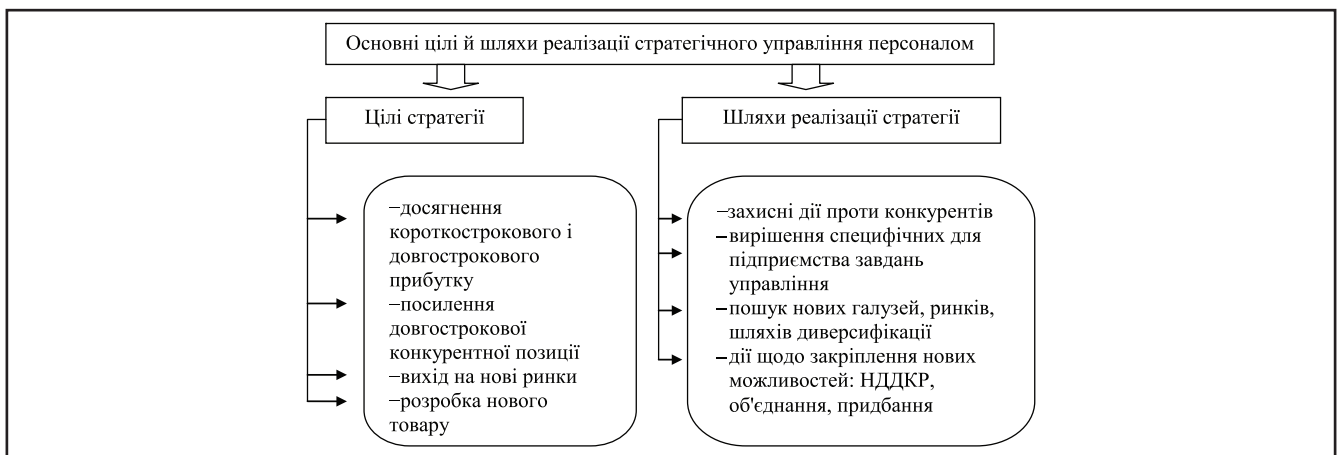 Основні цілі й шляхи реалізації стратегічного управління персоналом
Цілі стратегії
–досягнення
короткострокового і
довгострокового
прибутку
–посилення
довгострокової
конкурентної позиції
–вихід на нові ринки
–розробка нового
товару
Шляхи реалізації стратегії
–захисні дії проти конкурентів
–вирішення специфічних для
підприємства завдань
управління
–пошук нових галузей, ринків,
шляхів диверсифікації
–дії щодо закріплення нових
можливостей: НДДКР,
об'єднання, придбання